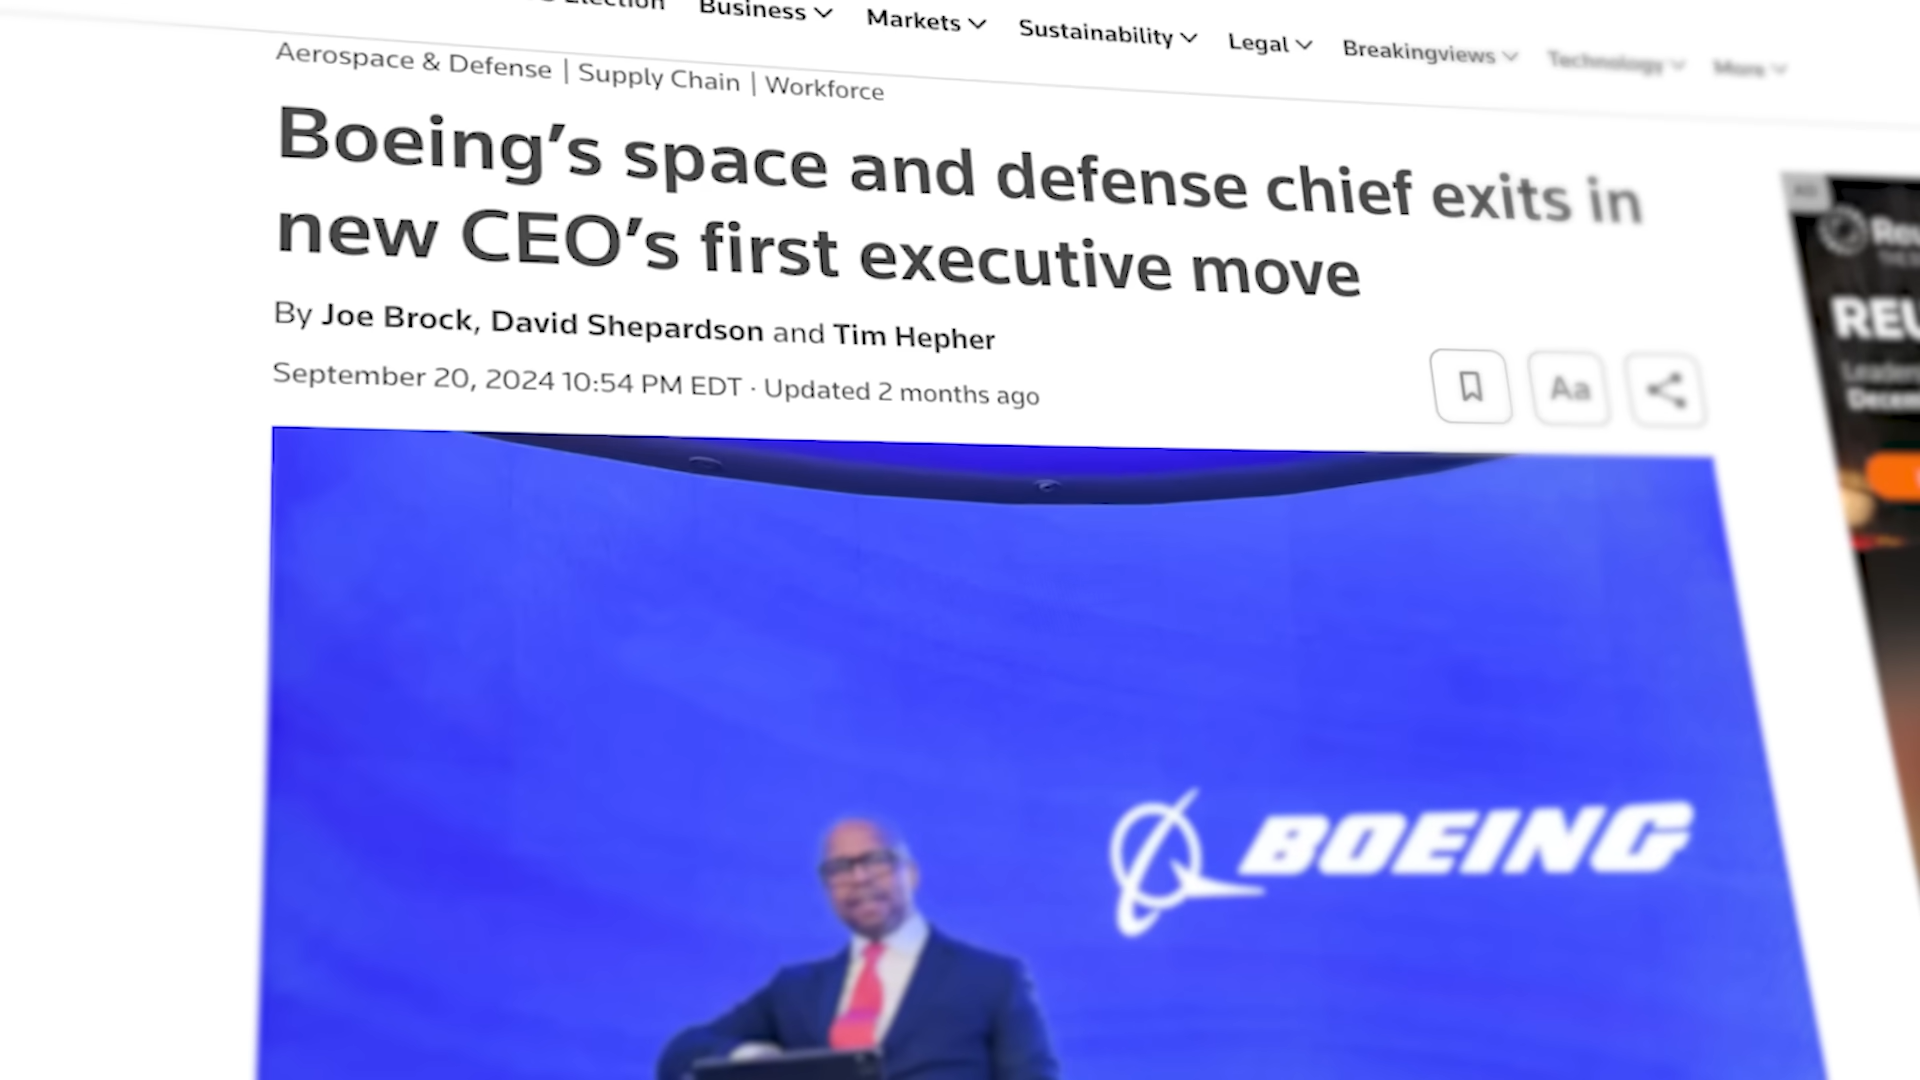 Business
Markets
Sustainability
Legal
Breakingviews
Technology
More
Aerospace & Defense | Supply Chain | Workforce
Boeing’s space and defense chief exits in
new CEO’s first executive move
By Joe Brock, David Shepardson and Tim Hepher
September 20, 2024 10:54 PM EDT · Updated 2 months ago
Aa
BOEING